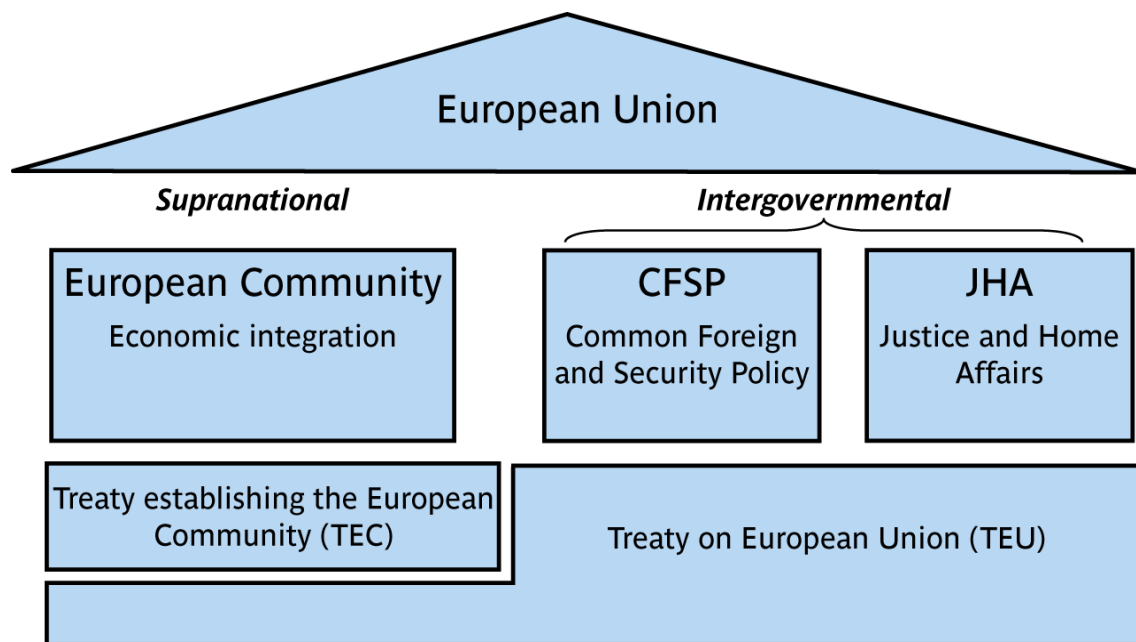 European Union
Supranational
Intergovernmental
European Community
Economic integration
CFSP
Common Foreign
and Security Policy
JHA
Justice and Home
Affairs
Treaty establishing the European
Community (TEC)
Treaty on European Union (TEU)